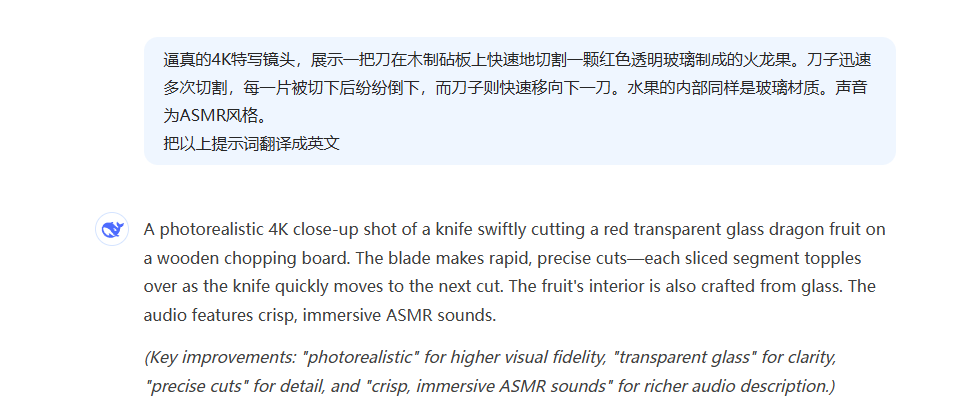 逼真的4K特写镜头，展示一把刀在木制砧板上快速地切割一颗红色透明玻璃制成的火龙果。刀子迅速
多次切割，每一片被切下后纷纷倒下，而刀子则快速移向下一刀。水果的内部同样是玻璃材质。声音
为ASMR风格。
把以上提示词翻译成英文
A photorealistic 4K close-up shot of a knife swiftly cutting a red transparent glass dragon fruit on
a wooden chopping board. The blade makes rapid, precise cuts—each sliced segment topples
over as the knife quickly moves to the next cut. The fruit's interior is also crafted from glass. The
audio features crisp, immersive ASMR sounds.
(Key improvements: "photorealistic" for higher visual fidelity, "transparent glass" for clarity,
"precise cuts" for detail, and "crisp, immersive ASMR sounds" for richer audio description.)